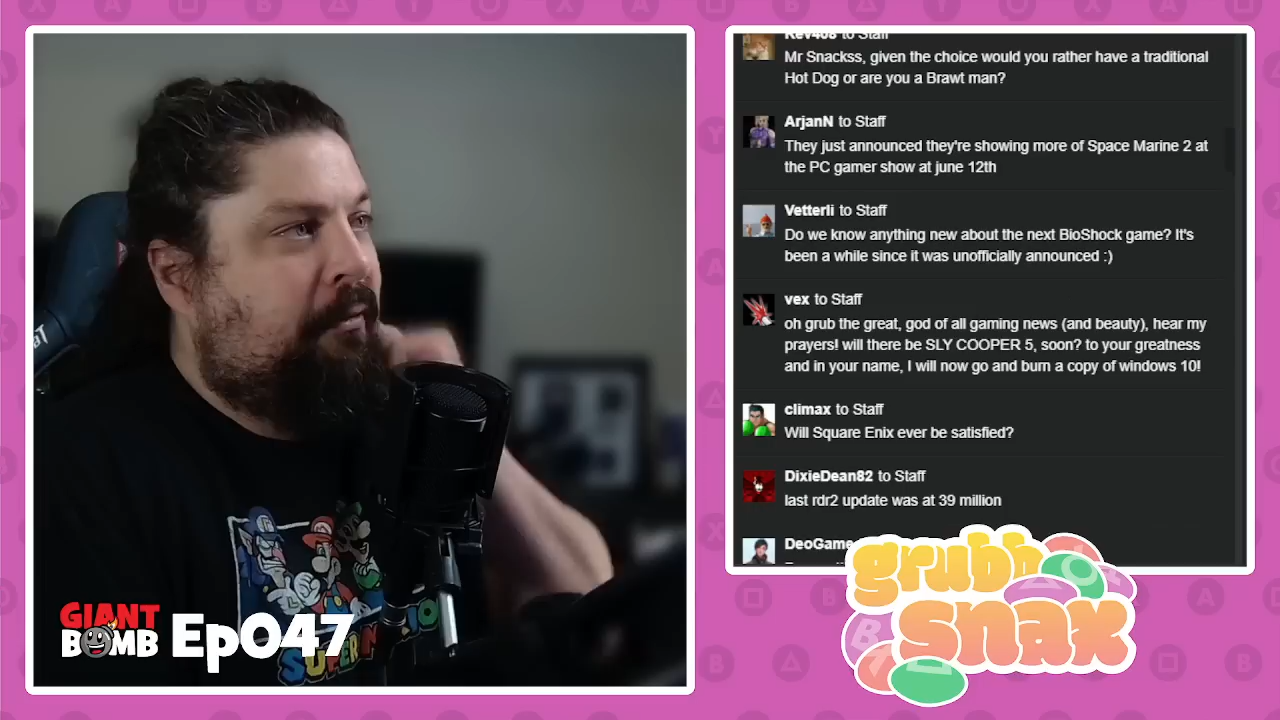 Rev408 to Staff
Mr Snackss, given the choice would you rather have a traditional
Hot Dog or are you a Brawt man?
ArjanN to Staff
They just announced they're showing more of Space Marine 2 at
the PC gamer show at june 12th
Vetterli to Staff
Do we know anything new about the next BioShock game? It's
been a while since it was unofficially announced :)
vex to Staff
oh grub the great, god of all gaming news (and beauty), hear my
prayers! will there be SLY COOPER 5, soon? to your greatness
and in your name, I will now go and burn a copy of windows 10!
climax to Staff
Will Square Enix ever be satisfied?
DixieDean82 to Staff
last rdr2 update was at 39 million
DeoGame
grubb
snax
GIANT
BOMB
Ep047
SUPER